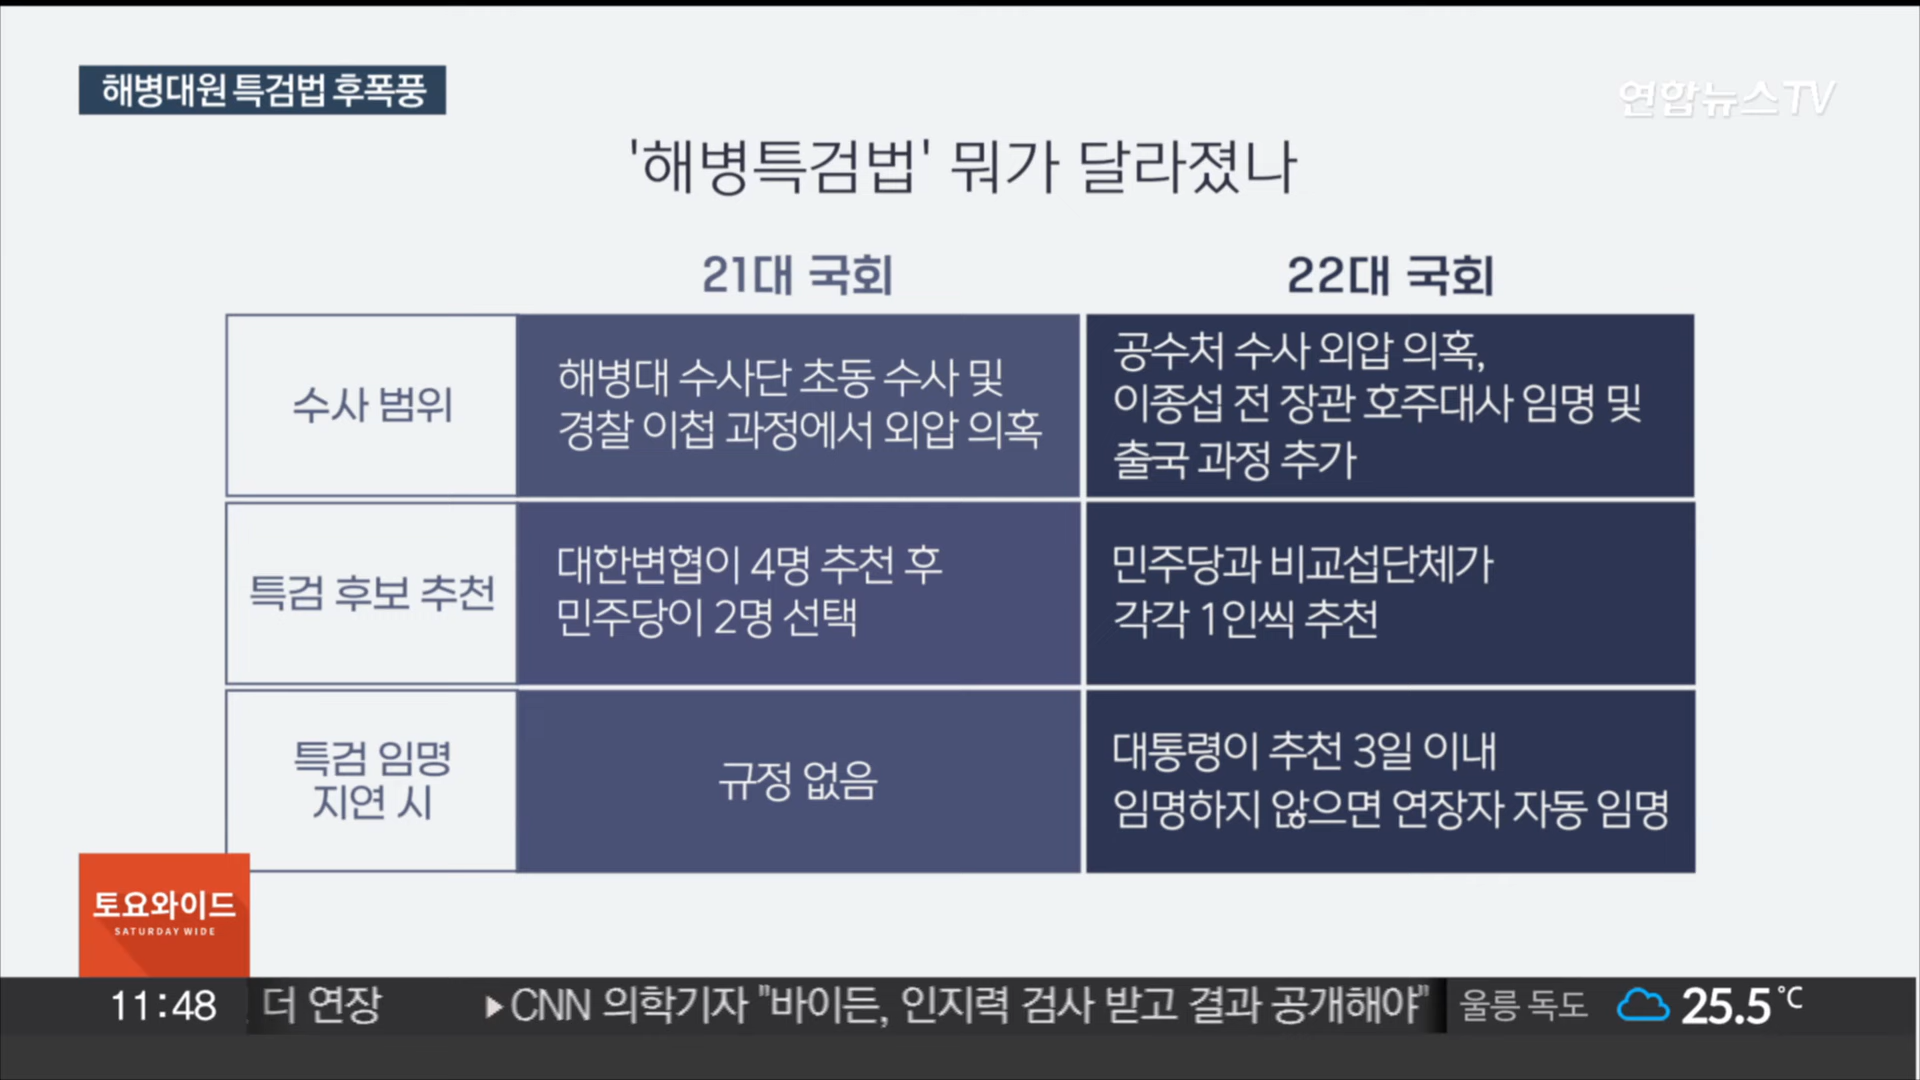 해병대원 특검법 후폭풍
연합뉴스TV
'해병특검법' 뭐가 달라졌나
21대 국회
22대 국회
수사 범위
해병대 수사단 초동 수사 및
경찰 이첩 과정에서 외압 의혹
공수처 수사 외압 의혹,
이종섭 전 장관 호주대사 임명 및
출국 과정 추가
특검 후보 추천
대한변협이 4명 추천 후
민주당이 2명 선택
민주당과 비교섭단체가
각각 1인씩 추천
특검 임명
지연 시
규정 없음
대통령이 추천 3일 이내
임명하지 않으면 연장자 자동 임명
토요와이드
SATURDAY WIDE
11:48
더 연장
▶CNN 의학기자 "바이든, 인지력 검사 받고 결과 공개해야"
울릉 독도
25.5℃